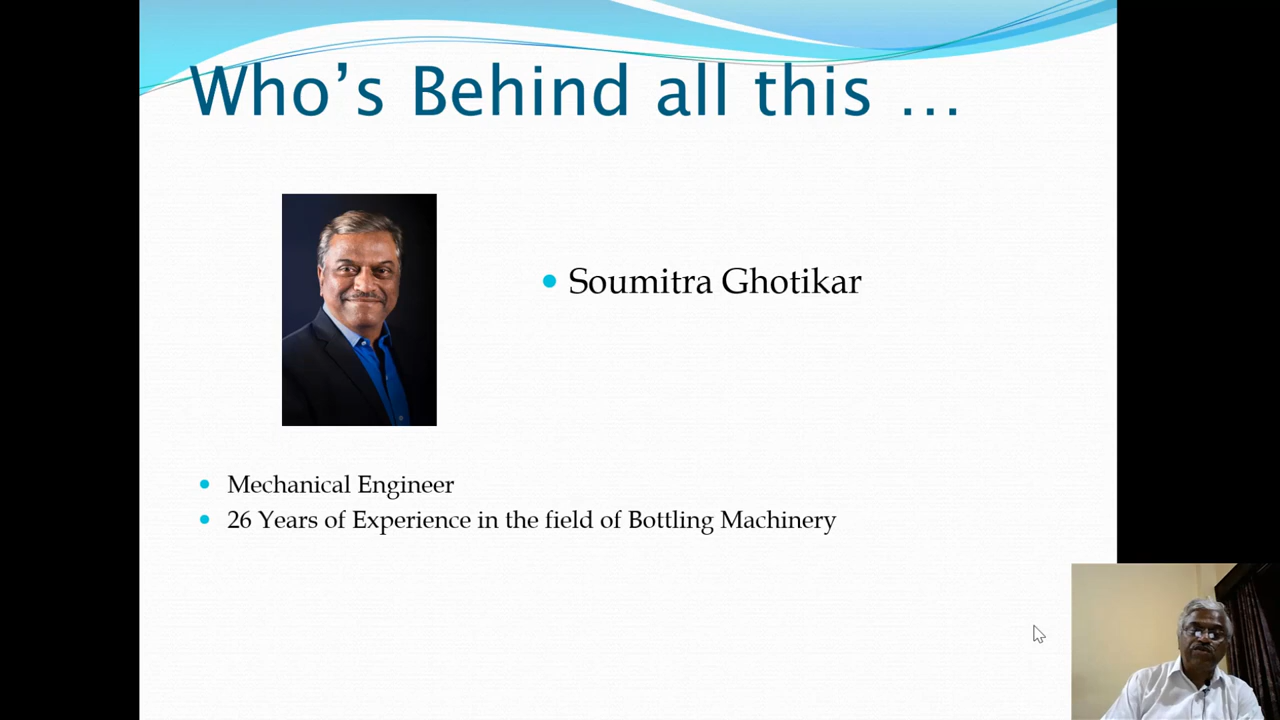 Who’s Behind all this …
Soumitra Ghotikar
Mechanical Engineer
26 Years of Experience in the field of Bottling Machinery